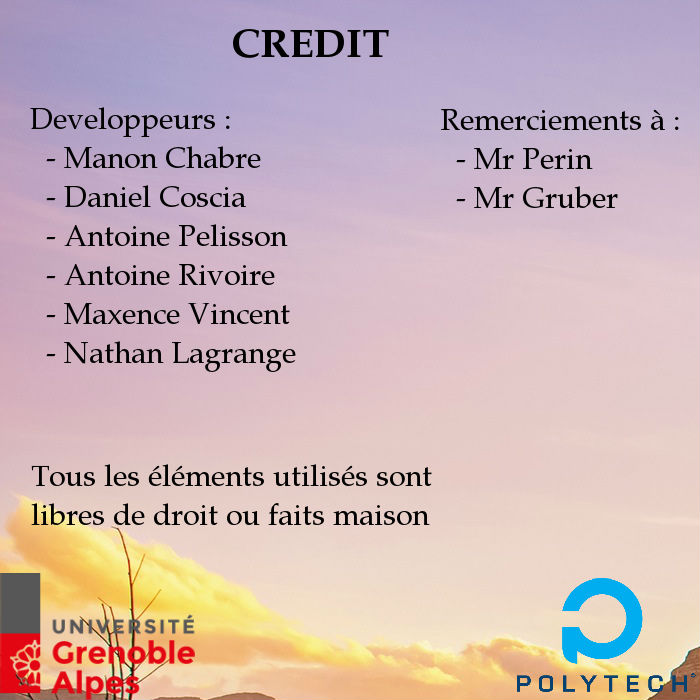 CREDIT
Developpeurs :
- Manon Chabre
- Daniel Coscia
- Antoine Pelisson
- Antoine Rivoire
- Maxence Vincent
- Nathan Lagrange
Remerciements à :
- Mr Perin
- Mr Gruber
Tous les éléments utilisés sont
libres de droit ou faits maison
UNIVERSITÉ
Grenoble
Alpes
POLYTECH®